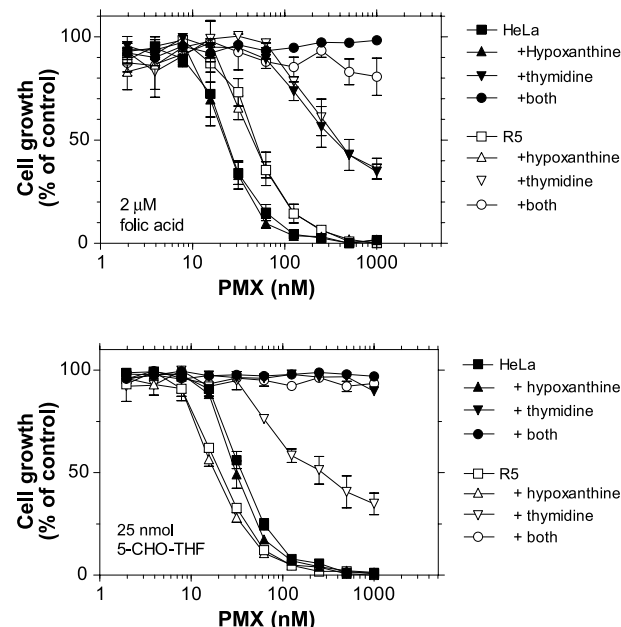 100
50
0
Cell growth
(% of control)
2 μM
folic acid
1
10
100
1000
PMX (nM)
HeLa
+Hypoxanthine
+thymidine
+both
R5
+hypoxanthine
+thymidine
+both
100
50
0
Cell growth
(% of control)
25 nmol
5-CHO-THF
1
10
100
1000
PMX (nM)
HeLa
+ hypoxanthine
+ thymidine
+ both
R5
+ hypoxanthine
+ thymidine
+ both